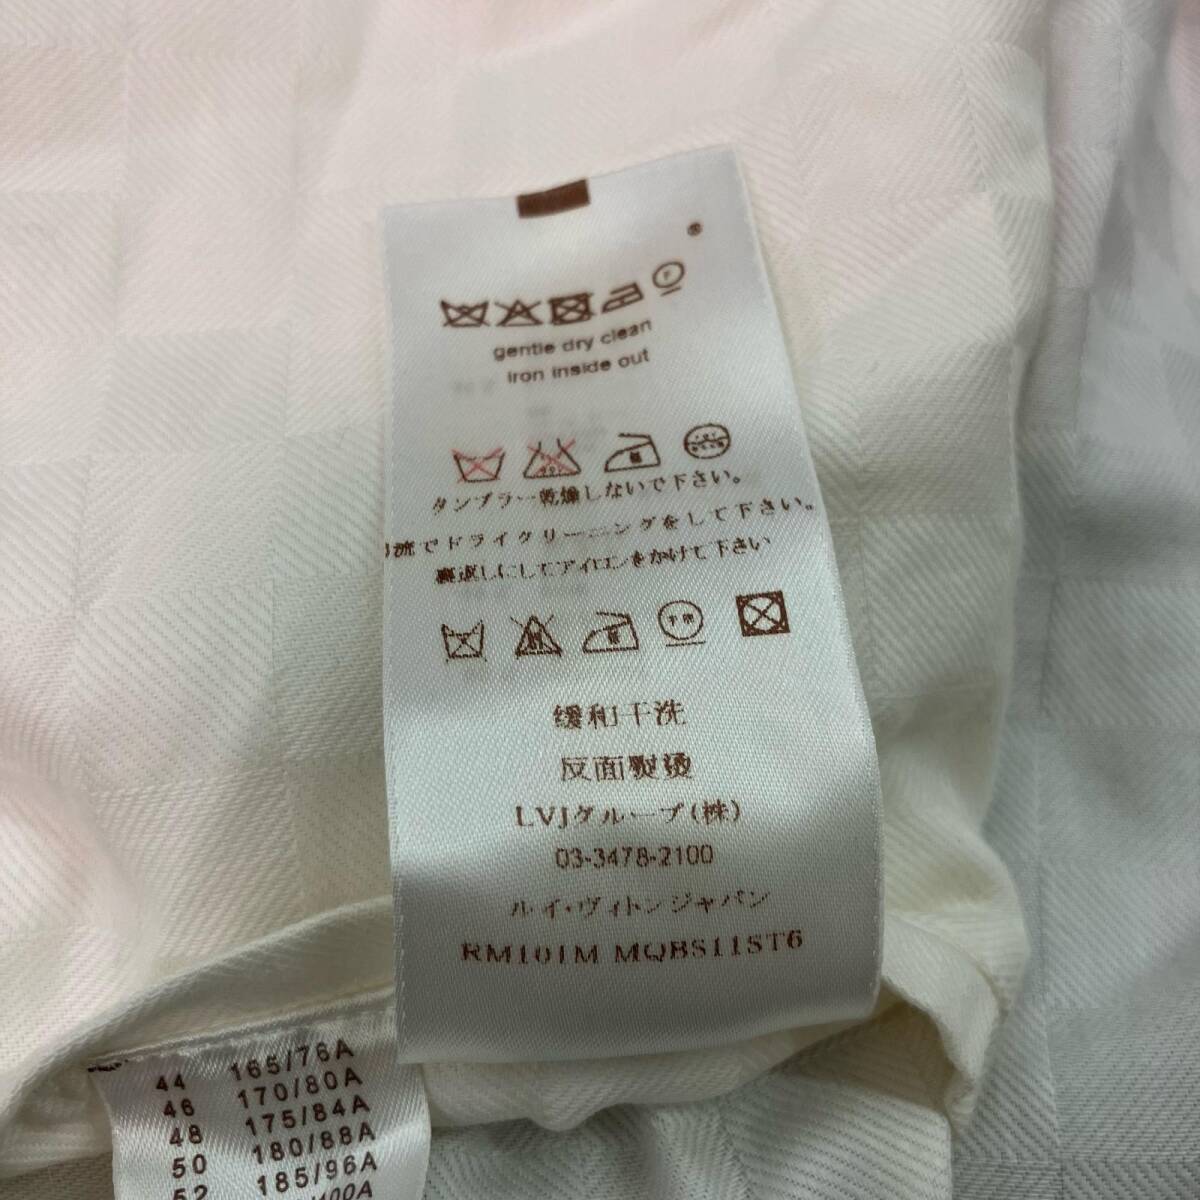 gentle dry clean
iron inside out
タンブラー乾燥しないで下さい。
流でドライクリーニングをして下さい。
裏返しにしてアイロンをかけて下さい
缓和干洗
反面熨烫
LVJグループ(株)
03-3478-2100
ルイ・ヴィトンジャパン
RM101M MQBS11ST6
44 165/76A
46 170/80A
48 175/84A
50 180/88A
52 185/96A
/100A